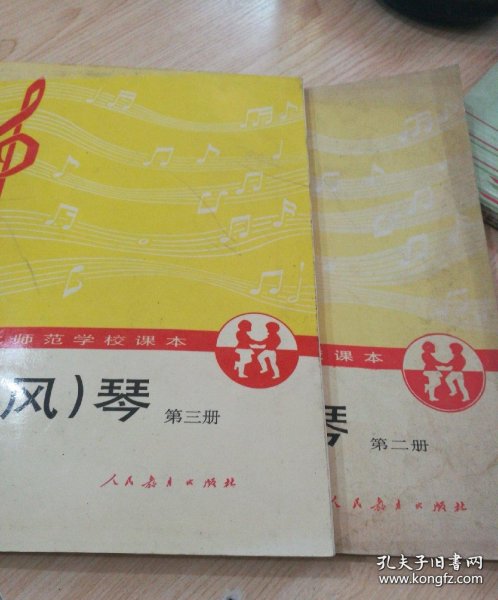 师范学校课本
风）琴 第三册
人民教育出版社
课本
琴 第二册
人民教育出版社
孔夫子旧书网
www.kongfz.com